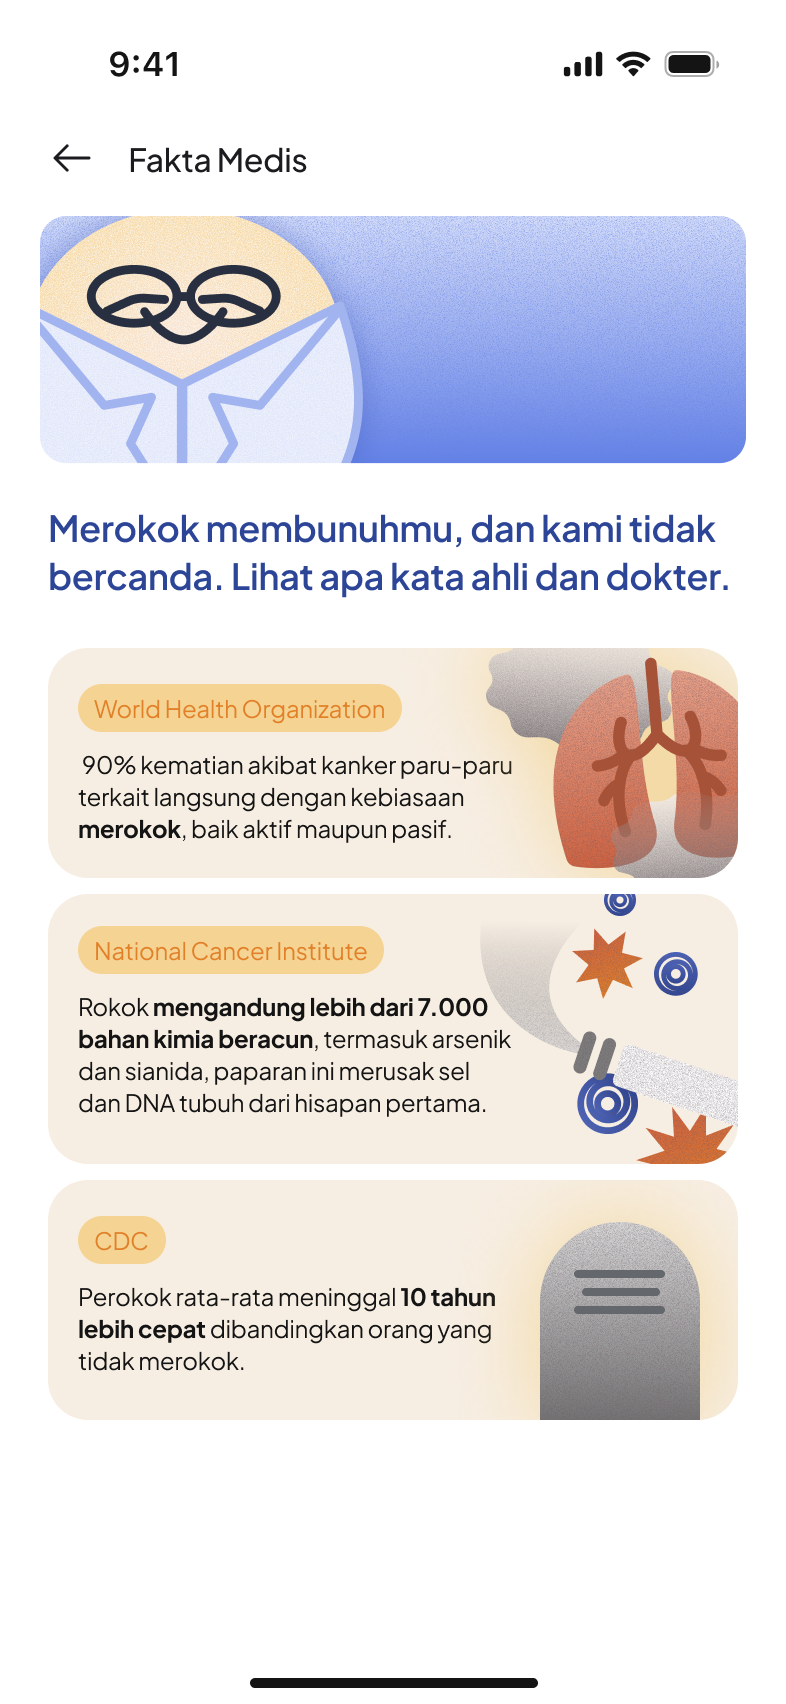 9:41
Fakta Medis
Merokok membunuhmu, dan kami tidak
bercanda. Lihat apa kata ahli dan dokter.
World Health Organization
90% kematian akibat kanker paru-paru
terkait langsung dengan kebiasaan
merokok, baik aktif maupun pasif.
National Cancer Institute
Rokok mengandung lebih dari 7.000
bahan kimia beracun, termasuk arsenik
dan sianida, paparan ini merusak sel
dan DNA tubuh dari hisapan pertama.
CDC
Perokok rata-rata meninggal 10 tahun
lebih cepat dibandingkan orang yang
tidak merokok.